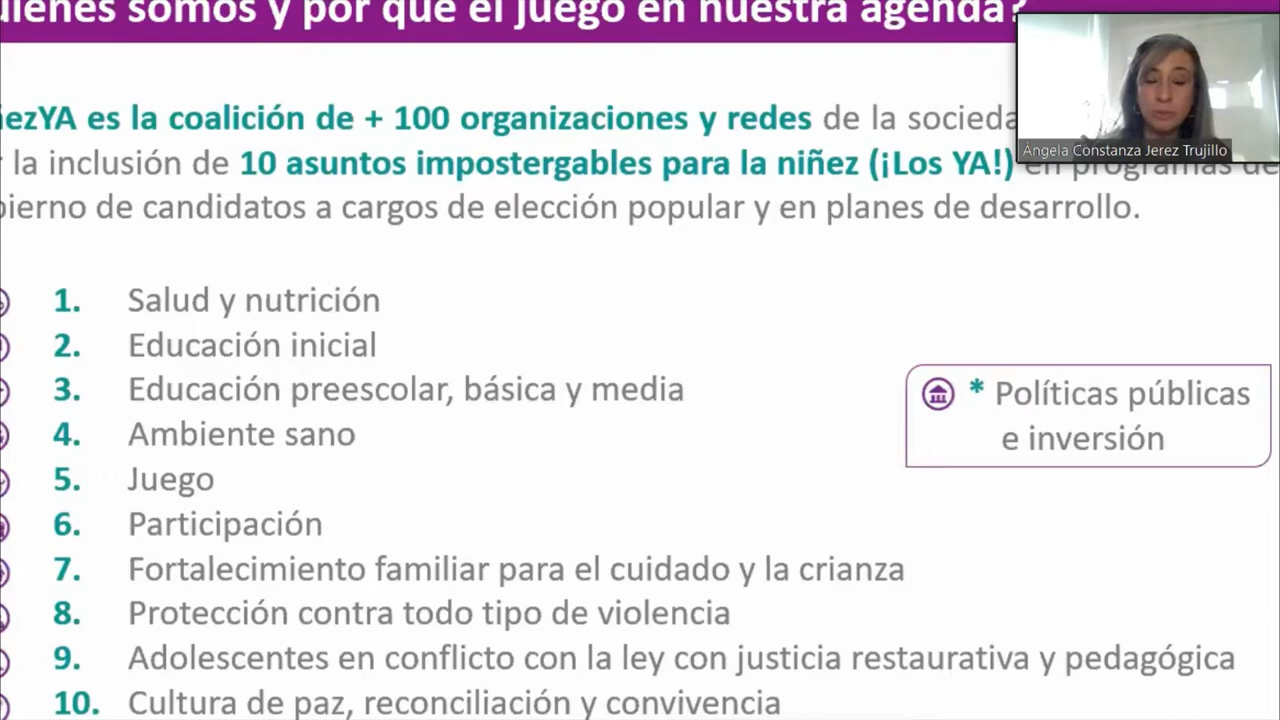 uienes somos y por qué el juego en nuestra agenda?
Ángela Constanza Jerez Trujillo
ezYA es la coalición de + 100 organizaciones y redes de la socieda
la inclusión de 10 asuntos impostergables para la niñez (¡Los YA!) en programas de
bierno de candidatos a cargos de elección popular y en planes de desarrollo.
1. Salud y nutrición
2. Educación inicial
3. Educación preescolar, básica y media
4. Ambiente sano
5. Juego
6. Participación
7. Fortalecimiento familiar para el cuidado y la crianza
8. Protección contra todo tipo de violencia
9. Adolescentes en conflicto con la ley con justicia restaurativa y pedagógica
10. Cultura de paz, reconciliación y convivencia
* Políticas públicas
e inversión